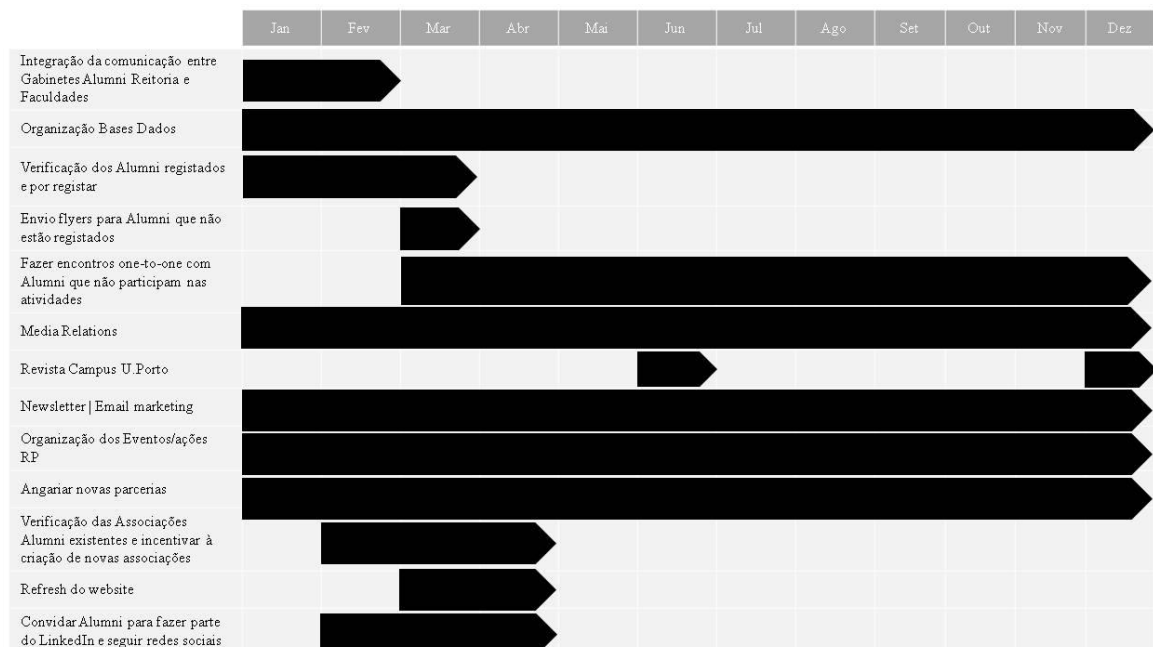 Jan Fev Mar Abr Mai Jun Jul Ago Set Out Nov Dez
Integração da comunicação entre
Gabinetes Alumni Reitoria e
Faculdades
Organização Bases Dados
Verificação dos Alumni registados
e por registar
Envio flyers para Alumni que não
estão registados
Fazer encontros one-to-one com
Alumni que não participam nas
atividades
Media Relations
Revista Campus U.Porto
Newsletter | Email marketing
Organização dos Eventos/ações
RP
Angariar novas parcerias
Verificação das Associações
Alumni existentes e incentivar à
criação de novas associações
Refresh do website
Convidar Alumni para fazer parte
do LinkedIn e seguir redes sociais